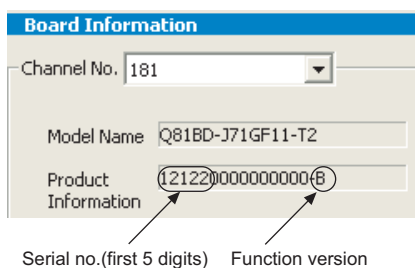 Board Information
Channel No. 181
Model Name Q81BD-J71GF11-T2
Product Information 121220000000000-B
Serial no.(first 5 digits) Function version